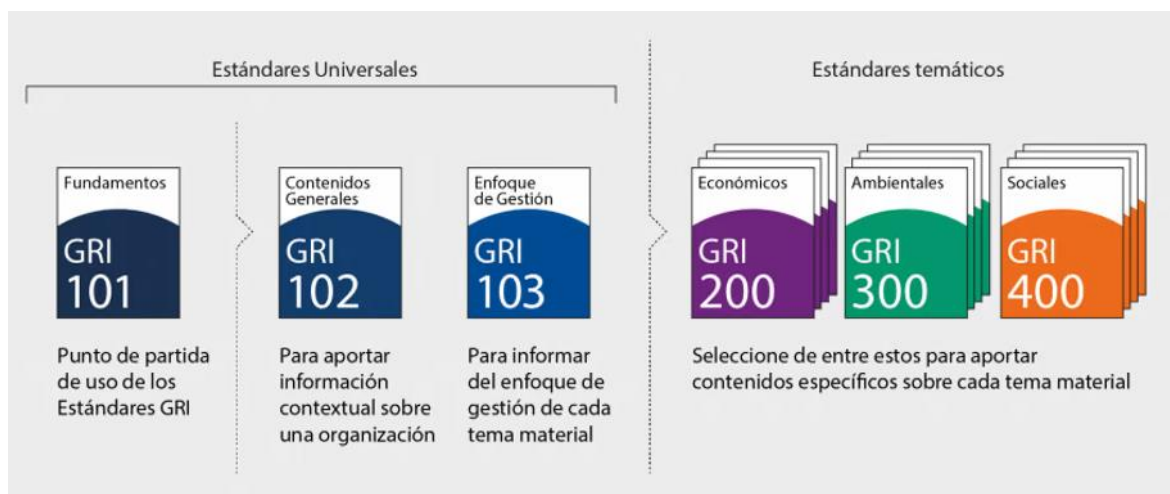 Estándares Universales
Estándares temáticos
Fundamentos
GRI
101
Contenidos
Generales
GRI
102
Enfoque
de Gestión
GRI
103
Económicos
GRI
200
Ambientales
GRI
300
Sociales
GRI
400
Punto de partida
de uso de los
Estándares GRI
Para aportar
información
contextual sobre
una organización
Para informar
del enfoque de
gestión de cada
tema material
Seleccione de entre estos para aportar
contenidos específicos sobre cada tema material